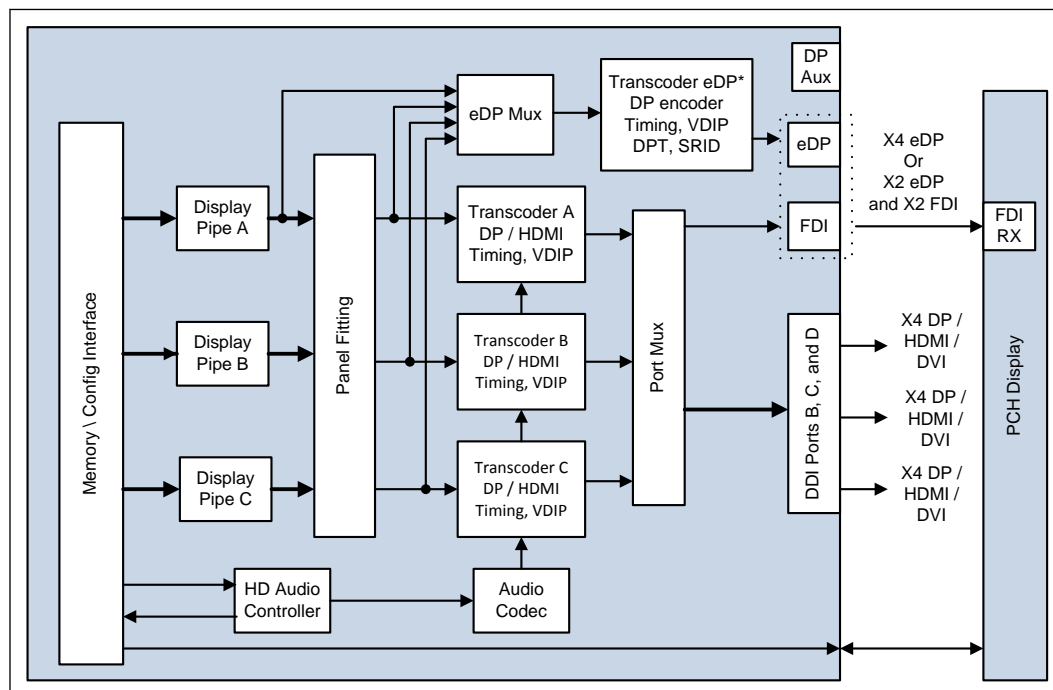 DP
Aux
Transcoder eDP*
DP encoder
Timing, VDIP
DPT, SRID
eDP Mux
eDP
X4 eDP
Or
X2 eDP
and X2 FDI
Memory \ Config Interface
Display
Pipe A
Panel Fitting
Transcoder A
DP / HDMI
Timing, VDIP
Port Mux
FDI
FDI
RX
PCH Display
Display
Pipe B
Transcoder B
DP / HDMI
Timing, VDIP
DDI Ports B, C, and D
X4 DP /
HDMI /
DVI
X4 DP /
HDMI /
DVI
Display
Pipe C
Transcoder C
DP / HDMI
Timing, VDIP
X4 DP /
HDMI /
DVI
HD Audio
Controller
Audio
Codec